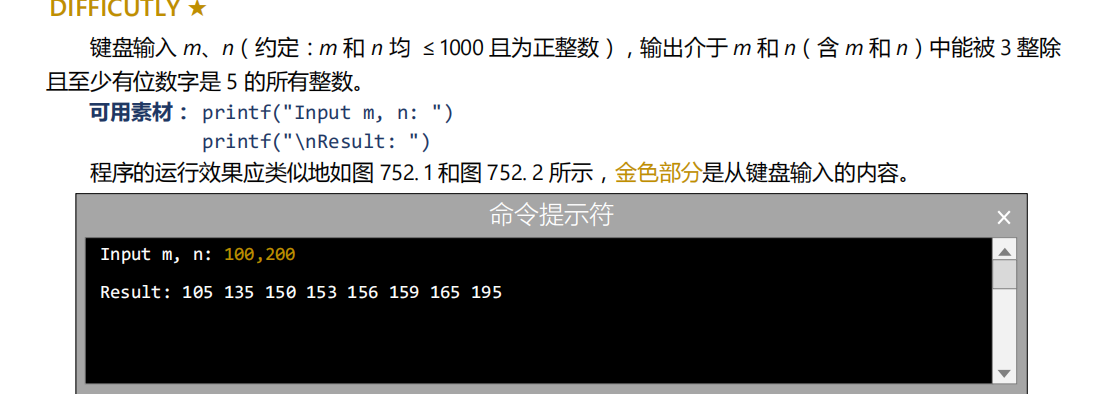 DIFFICUTLY ★
键盘输入 m、n（约定：m 和 n 均 ≤1000 且为正整数），输出介于 m 和 n（含 m 和 n）中能被 3 整除
且至少有位数字是 5 的所有整数。
可用素材： printf("Input m, n: ")
printf("\nResult: ")
程序的运行效果应类似地如图 752.1 和图 752.2 所示，金色部分是从键盘输入的内容。
命令提示符 ×
Input m, n: 100,200
Result: 105 135 150 153 156 159 165 195